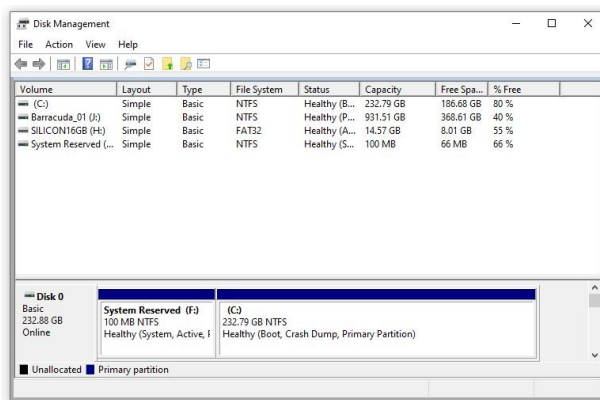 Disk Management
File Action View Help
Volume Layout Type File System Status Capacity Free Spa... % Free
(C:) Simple Basic NTFS Healthy (B... 232.79 GB 186.68 GB 80 %
Barracuda_01 (J:) Simple Basic NTFS Healthy (P... 931.51 GB 368.61 GB 40 %
SILICON16GB (H:) Simple Basic FAT32 Healthy (A... 14.57 GB 8.01 GB 55 %
System Reserved (... Simple Basic NTFS Healthy (S... 100 MB 66 MB 66 %
Disk 0
Basic
232.88 GB
Online
System Reserved (F:)
100 MB NTFS
Healthy (System, Active, F
(C:)
232.79 GB NTFS
Healthy (Boot, Crash Dump, Primary Partition)
Unallocated Primary partition